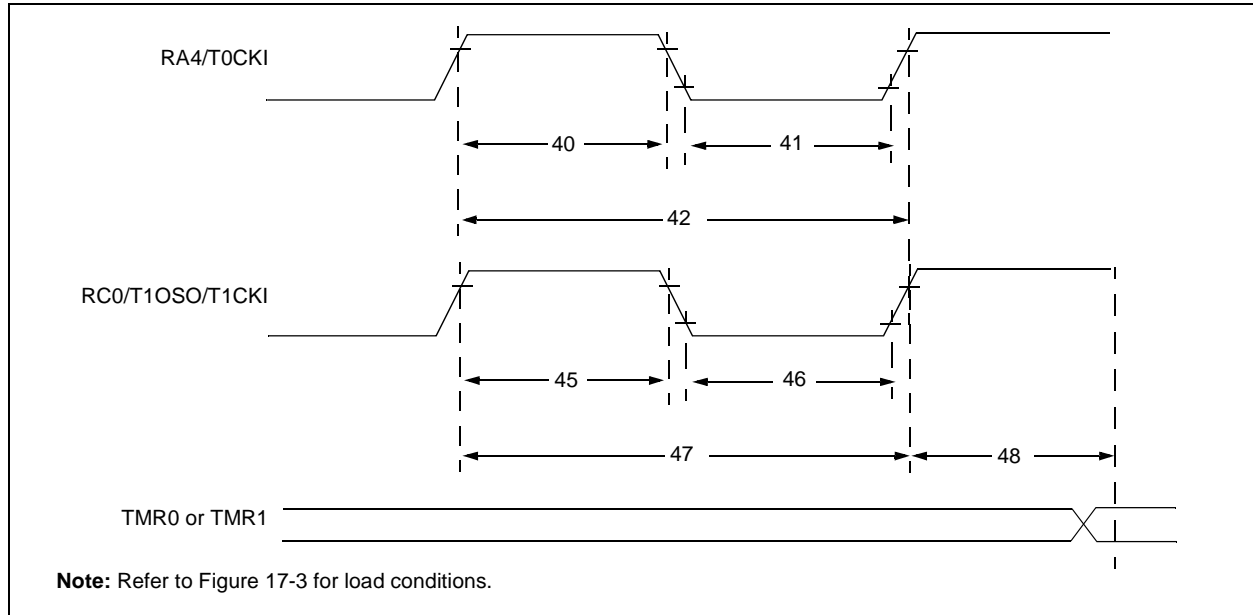 RA4/T0CKI
40
41
42
RC0/T1OSO/T1CKI
45
46
47
48
TMR0 or TMR1
Note: Refer to Figure 17-3 for load conditions.